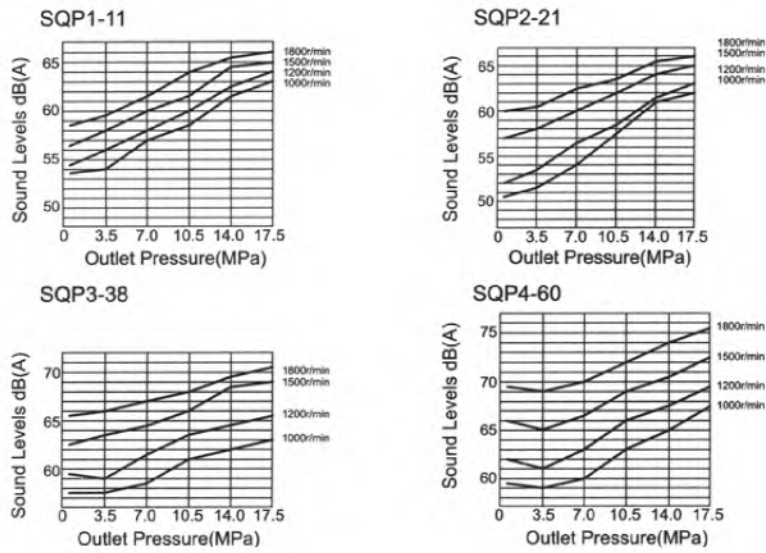 SQP1-11
Sound Levels dB(A)
65
60
55
50
0 3.5 7.0 10.5 14.0 17.5
Outlet Pressure(MPa)
1800r/min
1500r/min
1200r/min
1000r/min
SQP2-21
Sound Levels dB(A)
65
60
55
50
0 3.5 7.0 10.5 14.0 17.5
Outlet Pressure(MPa)
1800r/min
1500r/min
1200r/min
1000r/min
SQP3-38
Sound Levels dB(A)
70
65
60
0 3.5 7.0 10.5 14.0 17.5
Outlet Pressure(MPa)
1800r/min
1500r/min
1200r/min
1000r/min
SQP4-60
Sound Levels dB(A)
75
70
65
60
0 3.5 7.0 10.5 14.0 17.5
Outlet Pressure(MPa)
1800r/min
1500r/min
1200r/min
1000r/min